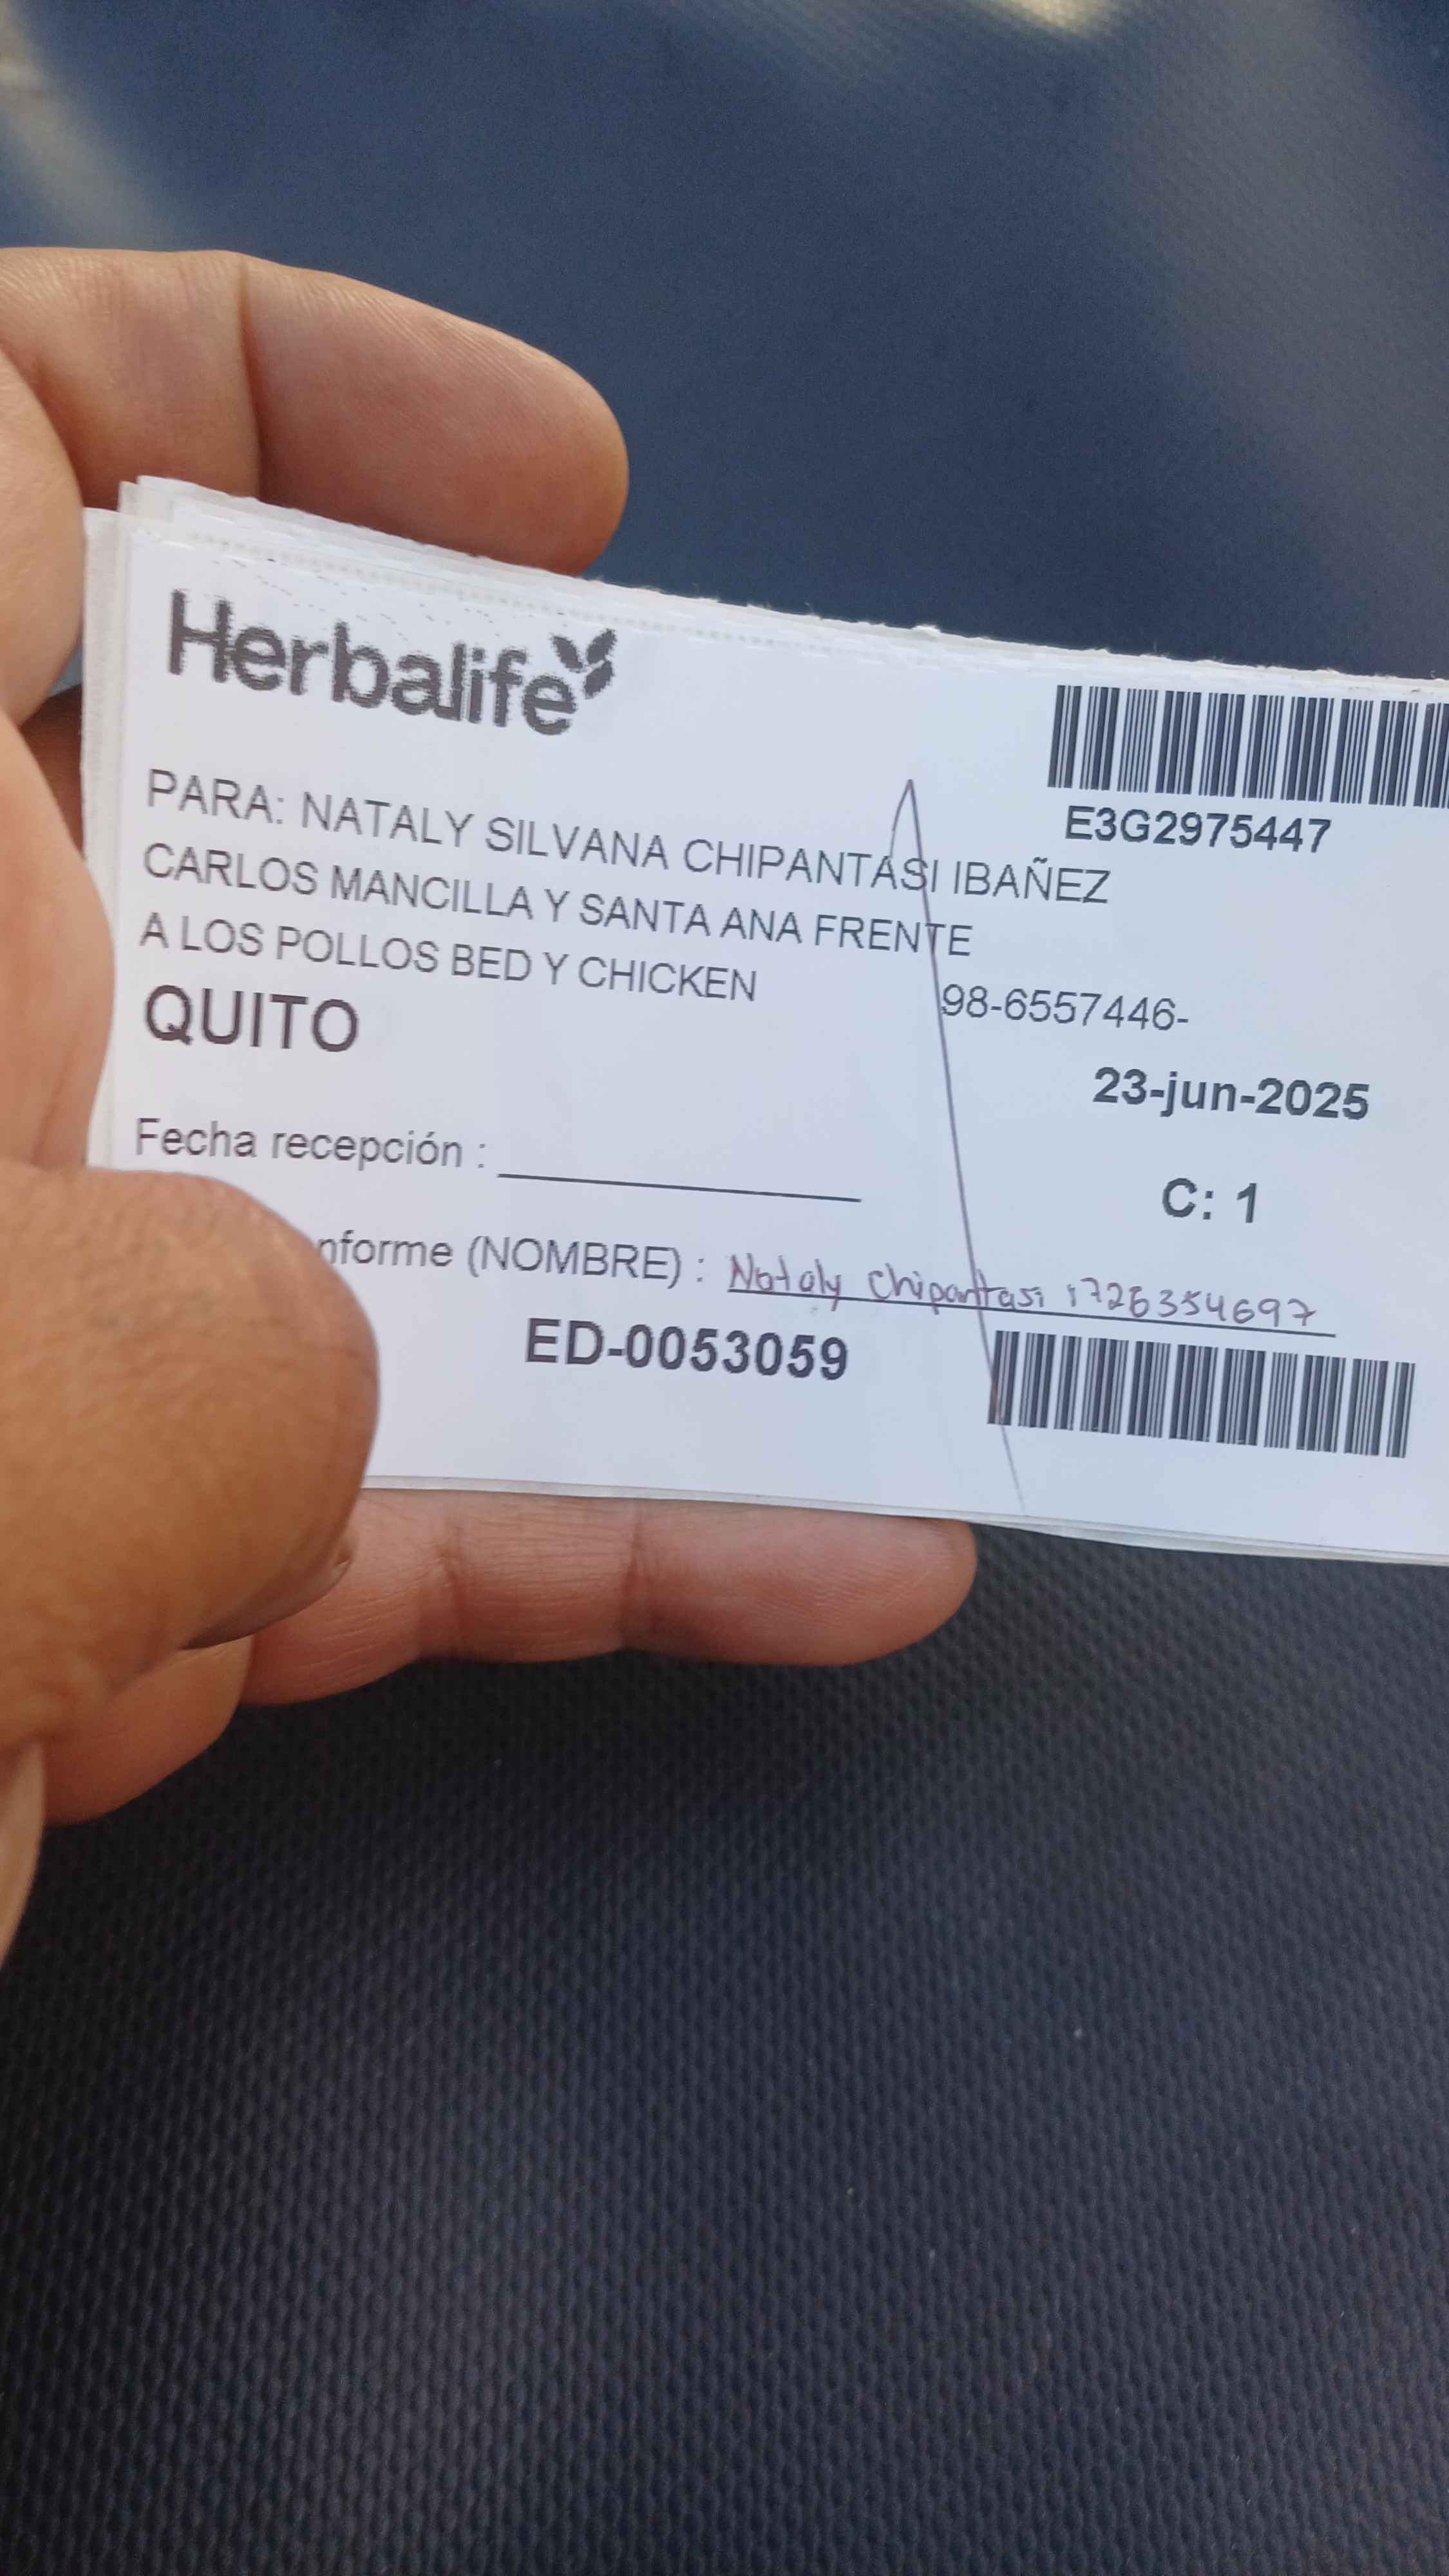 Herbalife
E3G2975447
PARA: NATALY SILVANA CHIPANTASI IBAÑEZ
CARLOS MANCILLA Y SANTA ANA FRENTE
A LOS POLLOS BED Y CHICKEN
98-6557446-
QUITO
23-jun-2025
Fecha recepción :
C: 1
nforme (NOMBRE) : Nataly Chipantasi 1726354697
ED-0053059